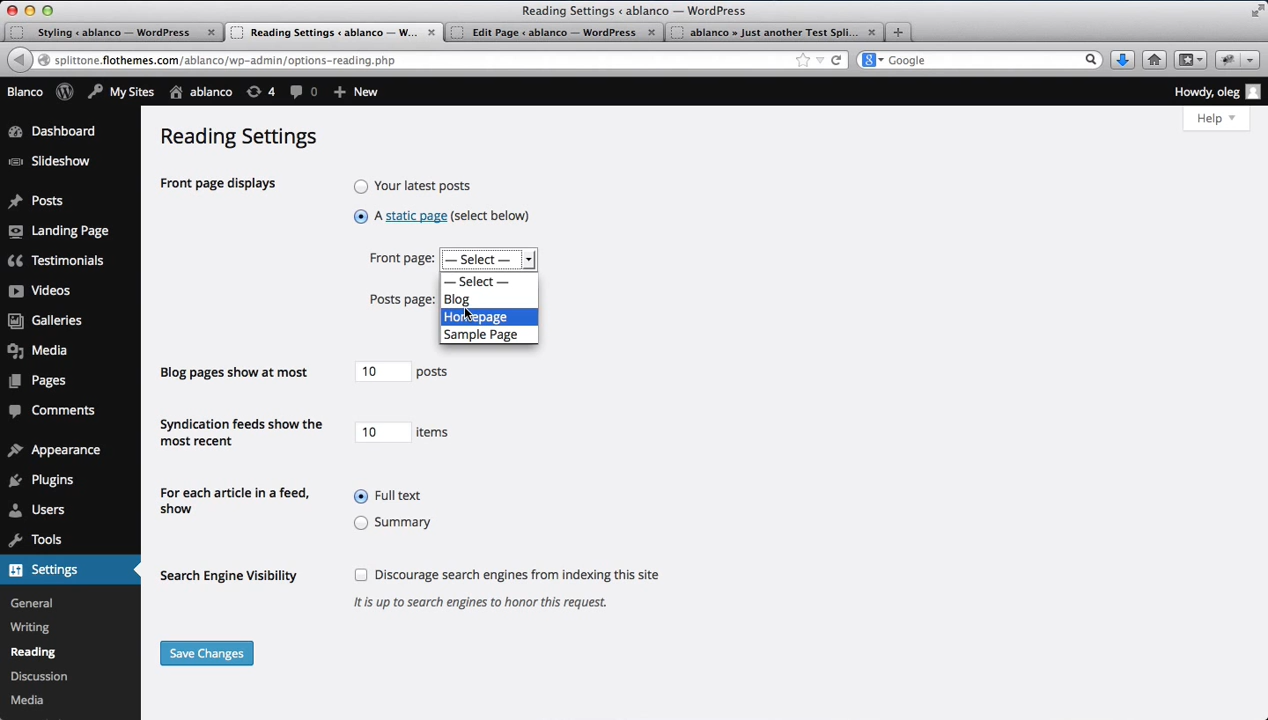 Reading Settings ‹ ablanco — WordPress
Styling ‹ ablanco — WordPress
Reading Settings ‹ ablanco — W...
Edit Page ‹ ablanco — WordPress
ablanco » Just another Test Spli...
splittone.flothemes.com/ablanco/wp-admin/options-reading.php
Google
Blanco
My Sites
ablanco
4
0
New
Howdy, oleg
Help
Dashboard
Slideshow
Posts
Landing Page
Testimonials
Videos
Galleries
Media
Pages
Comments
Appearance
Plugins
Users
Tools
Settings
General
Writing
Reading
Discussion
Media
Reading Settings
Front page displays
Your latest posts
A static page (select below)
Front page: — Select —
— Select —
Blog
Homepage
Sample Page
Posts page:
Blog pages show at most 10 posts
Syndication feeds show the most recent 10 items
For each article in a feed, show
Full text
Summary
Search Engine Visibility
Discourage search engines from indexing this site
It is up to search engines to honor this request.
Save Changes